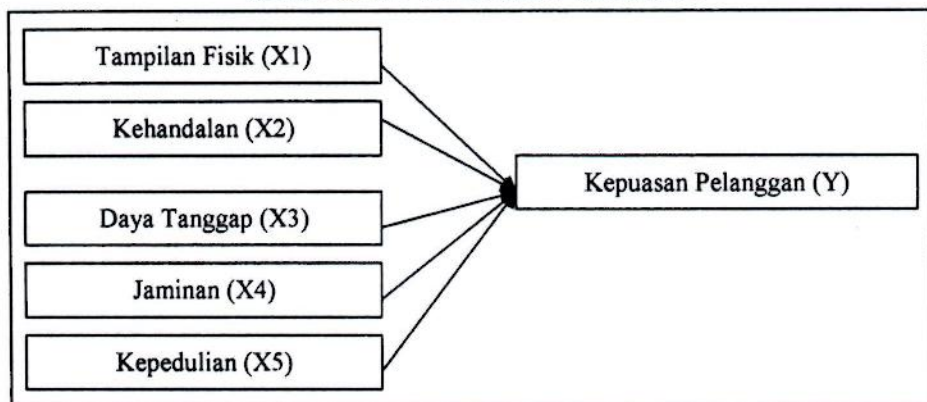 Tampilan Fisik (X1)
Kehandalan (X2)
Daya Tanggap (X3)
Jaminan (X4)
Kepedulian (X5)
Kepuasan Pelanggan (Y)